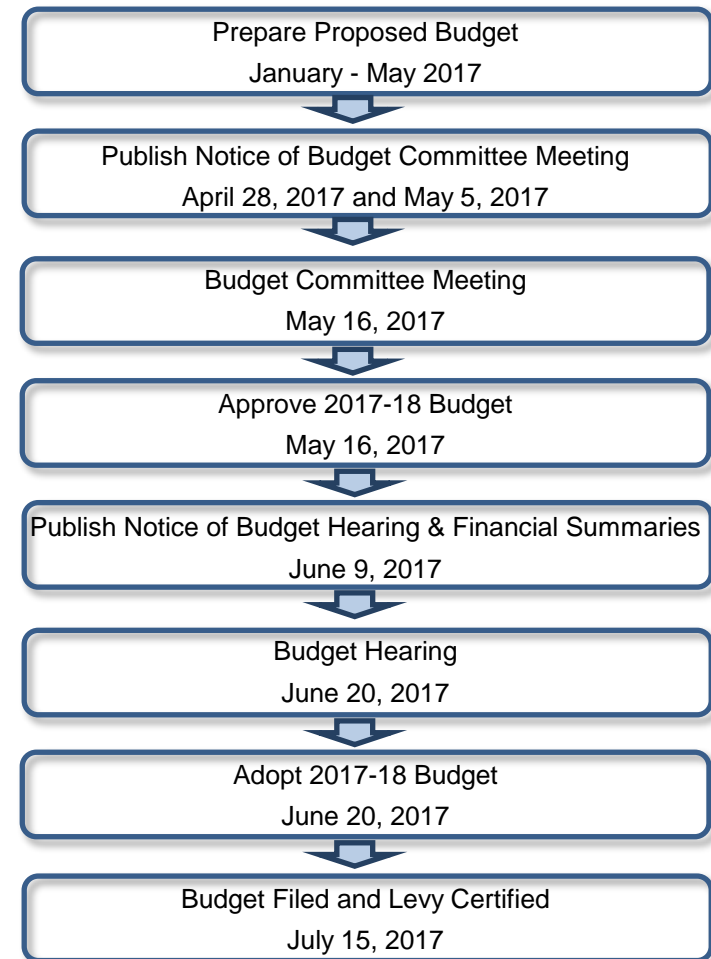 Prepare Proposed Budget
January - May 2017
Publish Notice of Budget Committee Meeting
April 28, 2017 and May 5, 2017
Budget Committee Meeting
May 16, 2017
Approve 2017-18 Budget
May 16, 2017
Publish Notice of Budget Hearing & Financial Summaries
June 9, 2017
Budget Hearing
June 20, 2017
Adopt 2017-18 Budget
June 20, 2017
Budget Filed and Levy Certified
July 15, 2017